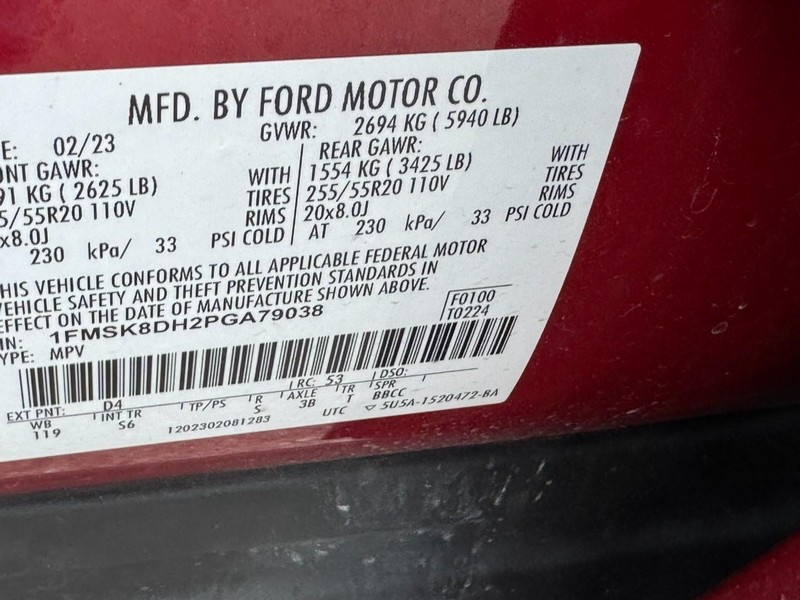 MFD. BY FORD MOTOR CO.
E: 02/23
GVWR: 2694 KG ( 5940 LB)
ONT GAWR:
91 KG ( 2625 LB) WITH
5/55R20 110V TIRES
x8.0J RIMS
230 kPa/ 33 PSI COLD
REAR GAWR:
1554 KG ( 3425 LB) WITH
255/55R20 110V TIRES
20x8.0J RIMS
AT 230 kPa/ 33 PSI COLD
HIS VEHICLE CONFORMS TO ALL APPLICABLE FEDERAL MOTOR
VEHICLE SAFETY AND THEFT PREVENTION STANDARDS IN
EFFECT ON THE DATE OF MANUFACTURE SHOWN ABOVE.
IN: 1FMSK8DH2PGA79038
YPE: MPV
F0100
T0224
EXT PNT: D4 RC: 53 DSO:
WB INT TR TP/PS R AXLE TR SPR
119 S6 S- 3B T BBCC
1202302081283 UTC ▽ 5U5A-1520472-BA